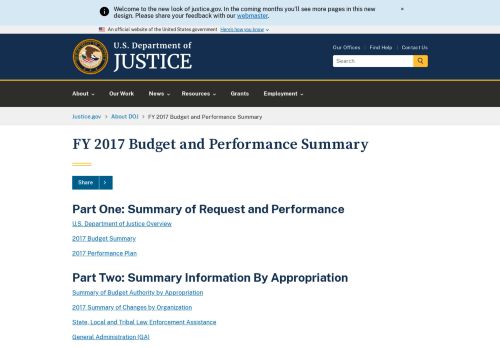 Welcome to the new look of justice.gov. In the coming months you'll see more pages in this new
design. Please share your feedback with our webmaster.
An official website of the United States government Here's how you know
U.S. Department of
JUSTICE
Our Offices Find Help Contact Us
Search
About Our Work News Resources Grants Employment
Justice.gov About DOJ FY 2017 Budget and Performance Summary
FY 2017 Budget and Performance Summary
Share
Part One: Summary of Request and Performance
U.S. Department of Justice Overview
2017 Budget Summary
2017 Performance Plan
Part Two: Summary Information By Appropriation
Summary of Budget Authority by Appropriation
2017 Summary of Changes by Organization
State, Local and Tribal Law Enforcement Assistance
General Administration (GA)